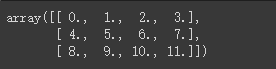 array([[ 0.,  1.,  2.,  3.],
       [ 4.,  5.,  6.,  7.],
       [ 8.,  9., 10., 11.]])